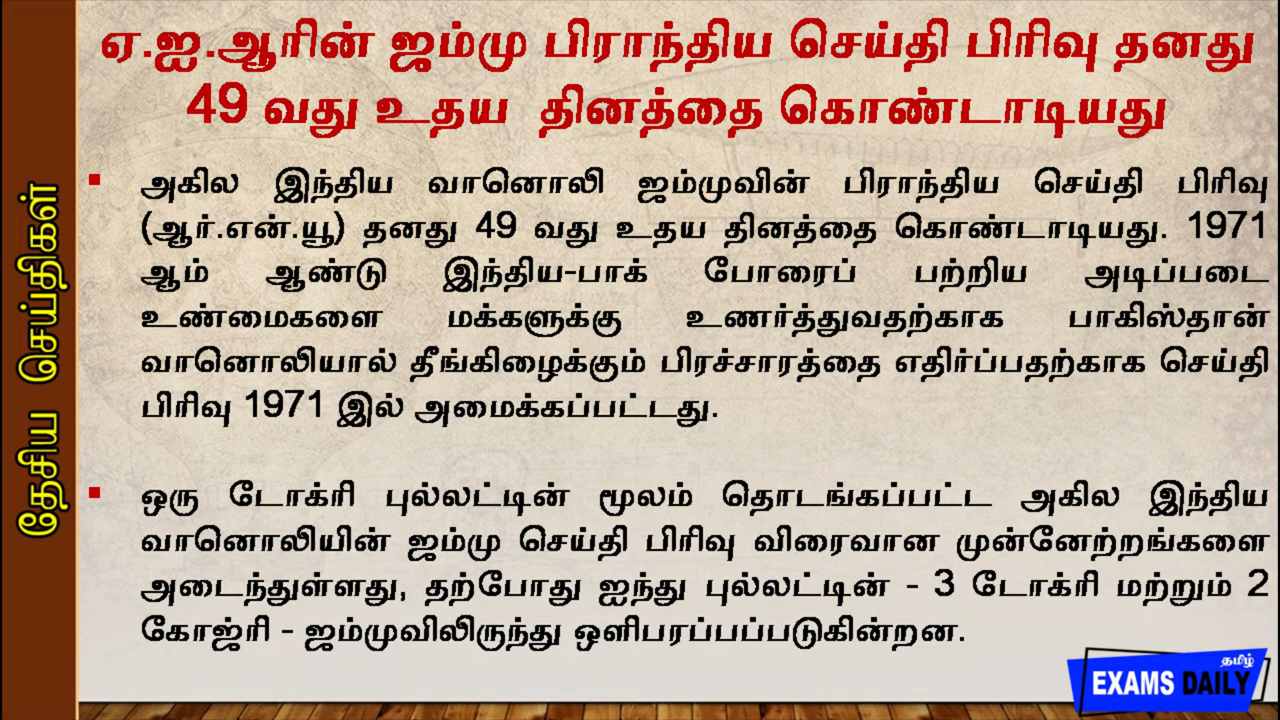 தேசிய செய்திகள்
ஏ.ஐ.ஆரின் ஜம்மு பிராந்திய செய்தி பிரிவு தனது
49 வது உதய தினத்தை கொண்டாடியது
அகில இந்திய வானொலி ஜம்முவின் பிராந்திய செய்தி பிரிவு
(ஆர்.என்.யூ) தனது 49 வது உதய தினத்தை கொண்டாடியது. 1971
ஆம் ஆண்டு இந்திய-பாக் போரைப் பற்றிய அடிப்படை
உண்மைகளை மக்களுக்கு உணர்த்துவதற்காக பாகிஸ்தான்
வானொலியால் தீங்கிழைக்கும் பிரச்சாரத்தை எதிர்ப்பதற்காக செய்தி
பிரிவு 1971 இல் அமைக்கப்பட்டது.
ஒரு டோக்ரி புல்லட்டின் மூலம் தொடங்கப்பட்ட அகில இந்திய
வானொலியின் ஜம்மு செய்தி பிரிவு விரைவான முன்னேற்றங்களை
அடைந்துள்ளது, தற்போது ஐந்து புல்லட்டின் - 3 டோக்ரி மற்றும் 2
கோஜ்ரி - ஜம்முவிலிருந்து ஒளிபரப்பப்படுகின்றன.
தமிழ்
EXAMS DAILY